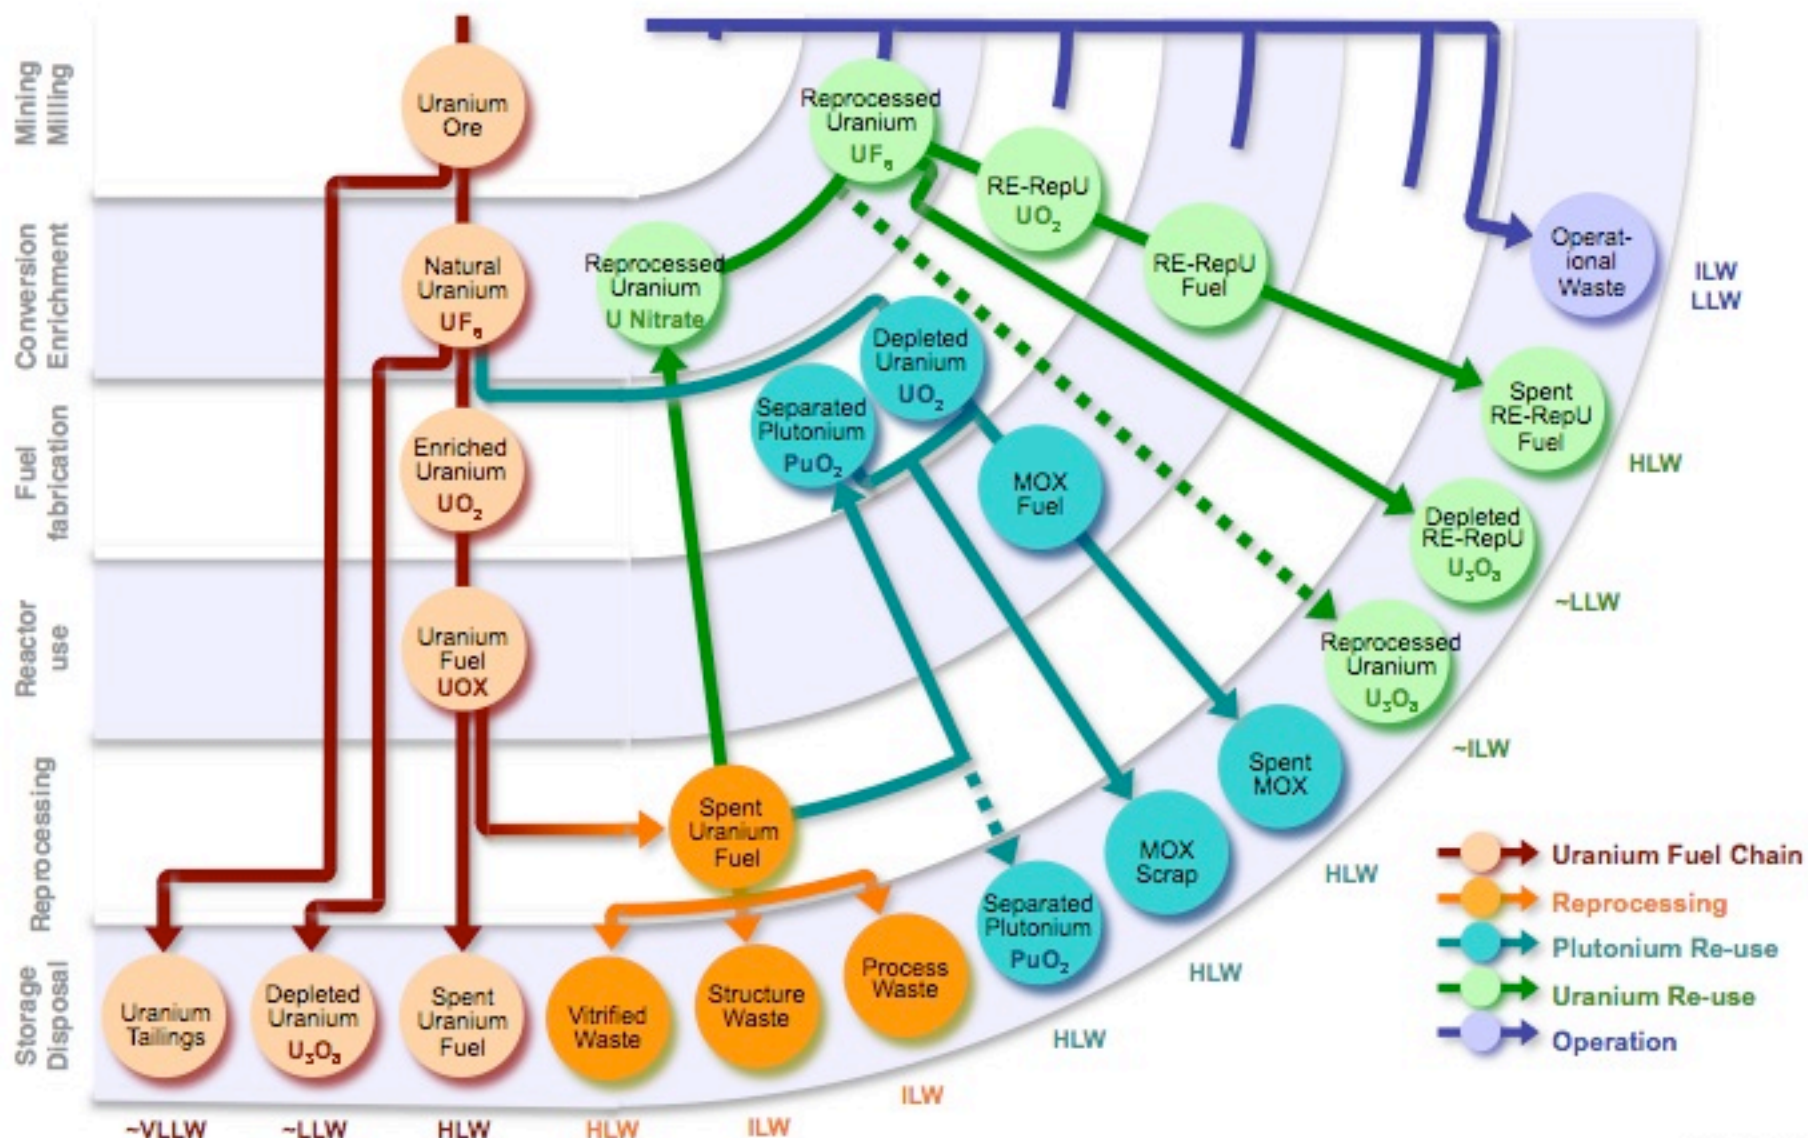 Mining
Milling
Conversion
Enrichment
Fuel
fabrication
Reactor
use
Reprocessing
Storage
Disposal
Uranium
Ore
Natural
Uranium
UF₆
Enriched
Uranium
UO₂
Uranium
Fuel
UOX
Reprocessed
Uranium
UF₆
Reprocessed
Uranium
U Nitrate
RE-RepU
UO₂
RE-RepU
Fuel
Operat-
ional
Waste
ILW
LLW
Depleted
Uranium
UO₂
Separated
Plutonium
PuO₂
MOX
Fuel
Spent
RE-RepU
Fuel
HLW
Depleted
RE-RepU
U₃O₈
~LLW
Reprocessed
Uranium
U₃O₈
~ILW
Spent
MOX
HLW
MOX
Scrap
HLW
Spent
Uranium
Fuel
Separated
Plutonium
PuO₂
HLW
Uranium
Tailings
~VLLW
Depleted
Uranium
U₃O₈
~LLW
Spent
Uranium
Fuel
HLW
Vitrified
Waste
HLW
Structure
Waste
ILW
Process
Waste
ILW
Uranium Fuel Chain
Reprocessing
Plutonium Re-use
Uranium Re-use
Operation